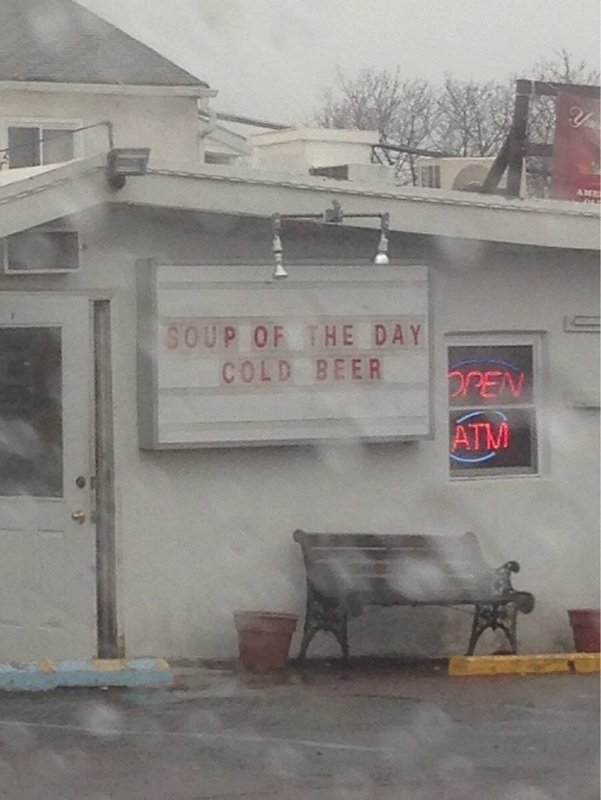 SOUP OF THE DAY
COLD BEER
OPEN
ATM